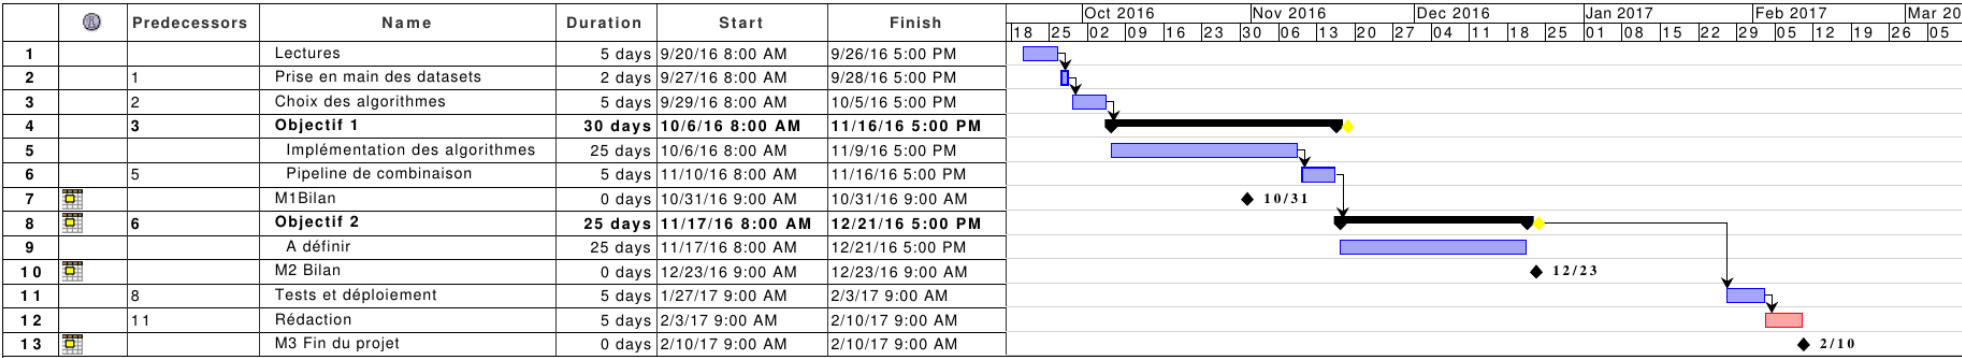 Predecessors Name Duration Start Finish Oct 2016 Nov 2016 Dec 2016 Jan 2017 Feb 2017 Mar 20
18 25 02 09 16 23 30 06 13 20 27 04 11 18 25 01 08 15 22 29 05 12 19 26 05
1 Lectures 5 days 9/20/16 8:00 AM 9/26/16 5:00 PM
2 1 Prise en main des datasets 2 days 9/27/16 8:00 AM 9/28/16 5:00 PM
3 2 Choix des algorithmes 5 days 9/29/16 8:00 AM 10/5/16 5:00 PM
4 3 Objectif 1 30 days 10/6/16 8:00 AM 11/16/16 5:00 PM
5 Implémentation des algorithmes 25 days 10/6/16 8:00 AM 11/9/16 5:00 PM
6 5 Pipeline de combinaison 5 days 11/10/16 8:00 AM 11/16/16 5:00 PM
7 M1Bilan 0 days 10/31/16 9:00 AM 10/31/16 9:00 AM 10/31
8 6 Objectif 2 25 days 11/17/16 8:00 AM 12/21/16 5:00 PM
9 A définir 25 days 11/17/16 8:00 AM 12/21/16 5:00 PM
10 M2 Bilan 0 days 12/23/16 9:00 AM 12/23/16 9:00 AM 12/23
11 8 Tests et déploiement 5 days 1/27/17 9:00 AM 2/3/17 9:00 AM
12 11 Rédaction 5 days 2/3/17 9:00 AM 2/10/17 9:00 AM
13 M3 Fin du projet 0 days 2/10/17 9:00 AM 2/10/17 9:00 AM 2/10